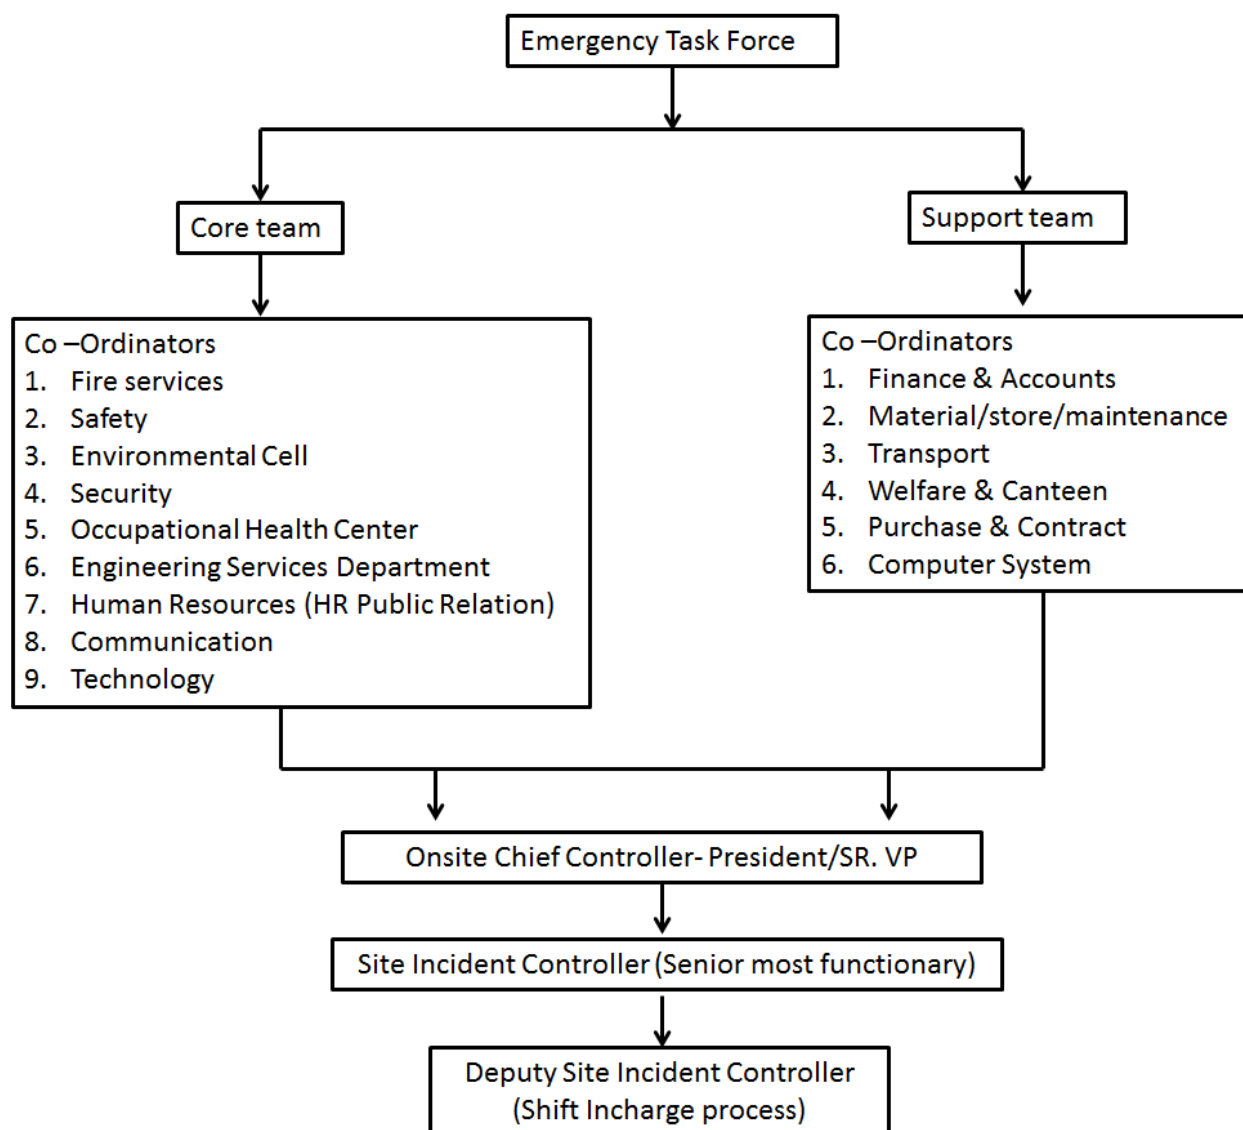 Emergency Task Force
Core team
Support team
Co –Ordinators
1. Fire services
2. Safety
3. Environmental Cell
4. Security
5. Occupational Health Center
6. Engineering Services Department
7. Human Resources (HR Public Relation)
8. Communication
9. Technology
Co –Ordinators
1. Finance & Accounts
2. Material/store/maintenance
3. Transport
4. Welfare & Canteen
5. Purchase & Contract
6. Computer System
Onsite Chief Controller- President/SR. VP
Site Incident Controller (Senior most functionary)
Deputy Site Incident Controller
(Shift Incharge process)